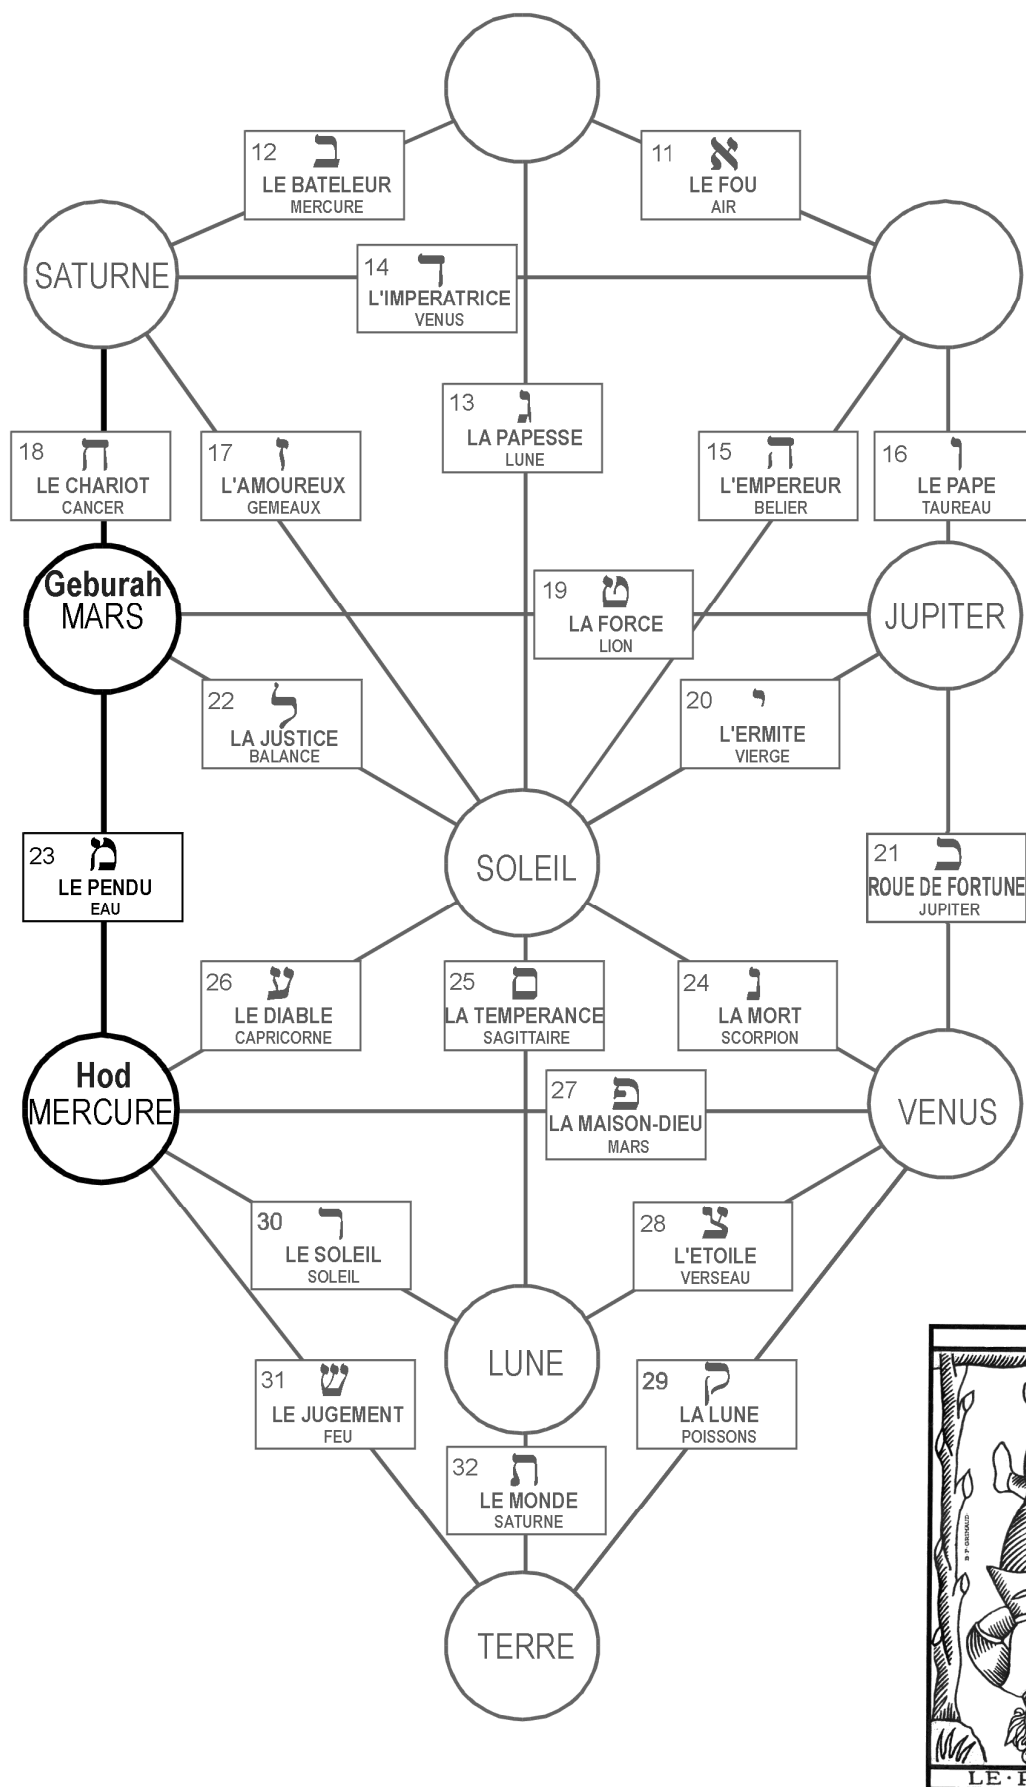 12 ב
LE BATELEUR
MERCURE
11 א
LE FOU
AIR
SATURNE
14 ד
L'IMPERATRICE
VENUS
13 ג
LA PAPESSE
LUNE
18 ח
LE CHARIOT
CANCER
17 ז
L'AMOUREUX
GEMEAUX
15 ה
L'EMPEREUR
BELIER
16 ו
LE PAPE
TAUREAU
Geburah
MARS
19 ט
LA FORCE
LION
JUPITER
22 ל
LA JUSTICE
BALANCE
20 י
L'ERMITE
VIERGE
SOLEIL
23 מ
LE PENDU
EAU
21 כ
ROUE DE FORTUNE
JUPITER
26 ע
LE DIABLE
CAPRICORNE
25 ם
LA TEMPERANCE
SAGITTAIRE
24 נ
LA MORT
SCORPION
Hod
MERCURE
27 פ
LA MAISON-DIEU
MARS
VENUS
30 ר
LE SOLEIL
SOLEIL
28 צ
L'ETOILE
VERSEAU
LUNE
31 ש
LE JUGEMENT
FEU
29 ק
LA LUNE
POISSONS
32 ת
LE MONDE
SATURNE
B·P·GRIMAUD
TERRE
LE·